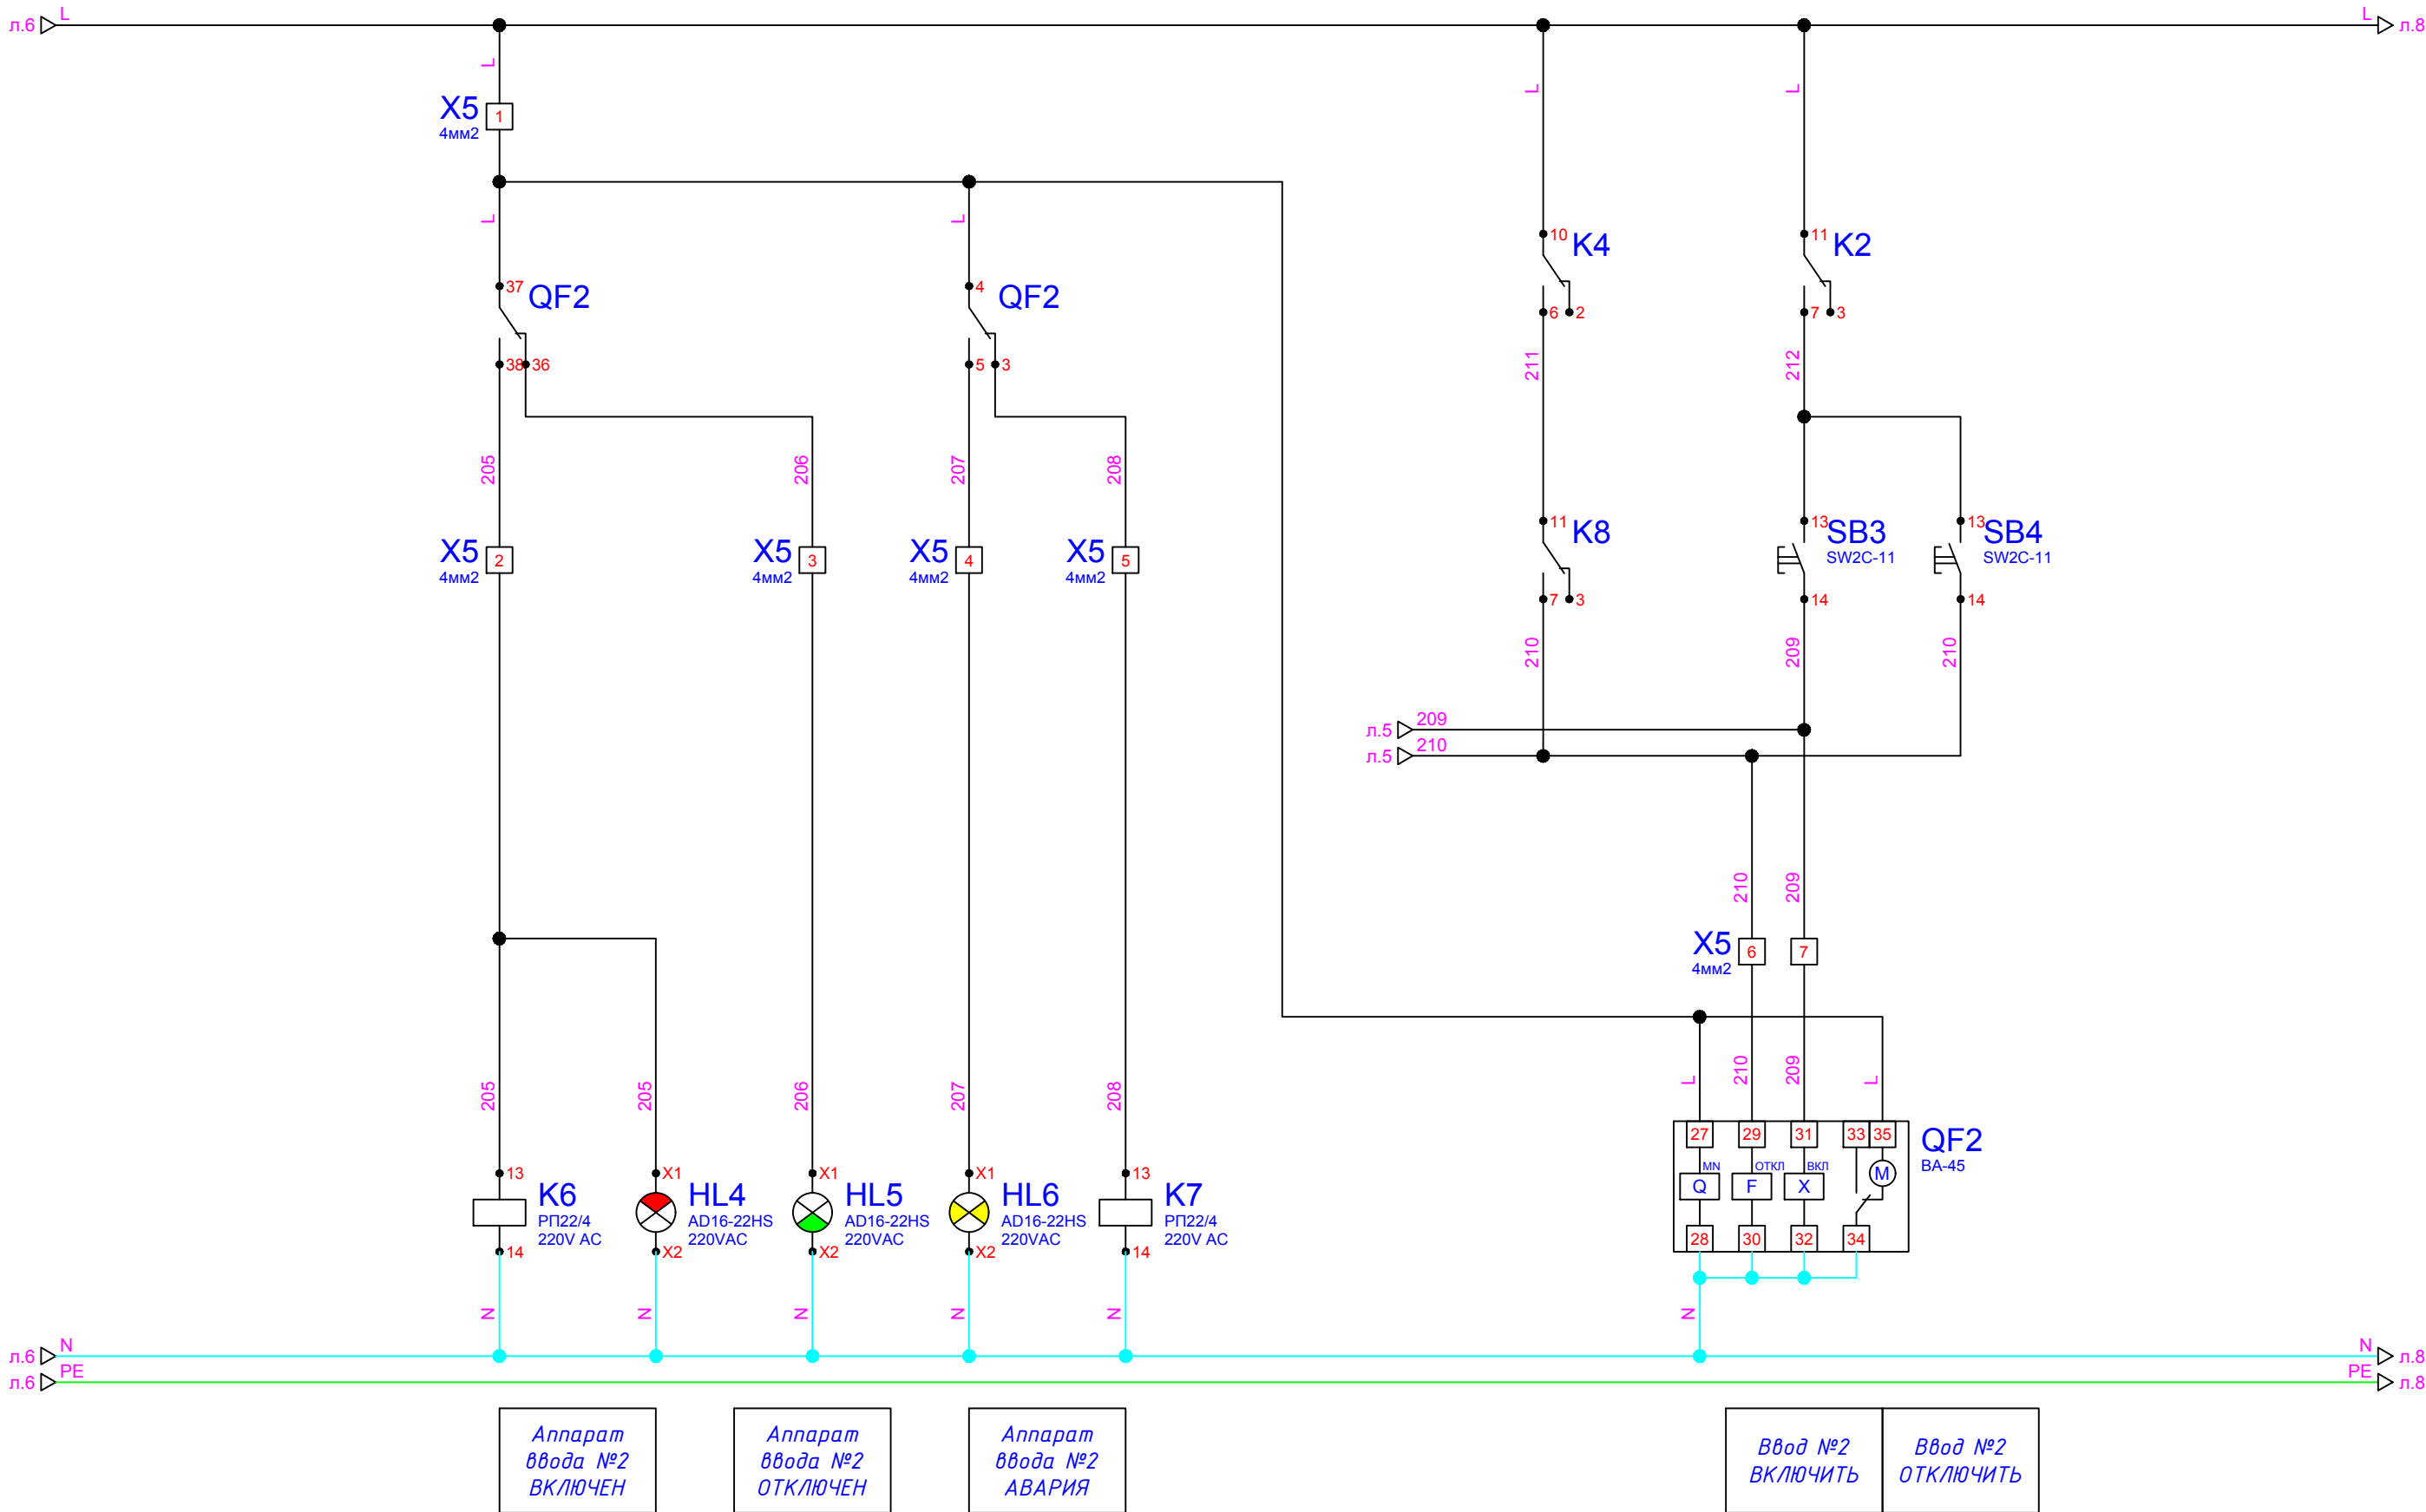 L
л.6
L
л.8
L
L
L
X5
4мм2
1
L
L
10
K4
6
2
11
K2
7
3
37
QF2
38
36
4
QF2
5
3
211
212
205
206
207
208
X5
4мм2
2
X5
4мм2
3
X5
4мм2
4
X5
4мм2
5
11
K8
7
3
13
SB3
SW2C-11
14
13
SB4
SW2C-11
14
210
209
210
л.5
209
л.5
210
210
209
X5
4мм2
6
7
205
205
206
207
208
L
210
209
L
13
K6
РП22/4
220V AC
14
X1
HL4
AD16-22HS
220VAC
X2
X1
HL5
AD16-22HS
220VAC
X2
X1
HL6
AD16-22HS
220VAC
X2
13
K7
РП22/4
220V AC
14
27
29
31
33
35
QF2
ВА-45
MN
ОТКЛ
ВКЛ
Q
F
X
M
28
30
32
34
N
N
N
N
N
N
л.6
N
N
л.8
л.6
PE
PE
л.8
Аппарат
ввода №2
ВКЛЮЧЕН
Аппарат
ввода №2
ОТКЛЮЧЕН
Аппарат
ввода №2
АВАРИЯ
Ввод №2
ВКЛЮЧИТЬ
Ввод №2
ОТКЛЮЧИТЬ